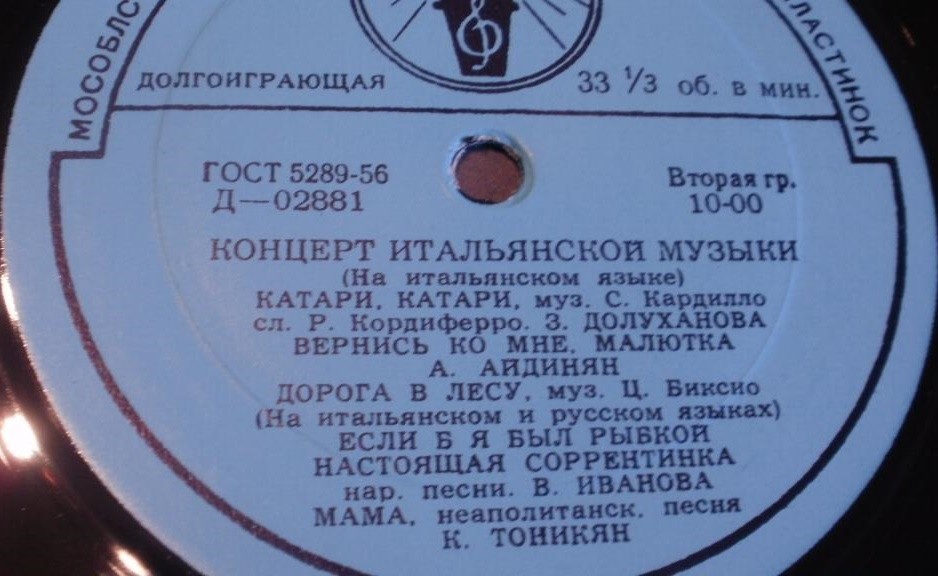 ДОЛГОИГРАЮЩАЯ
33 1/3 об. в мин.
ГОСТ 5289-56
Д—02881
Вторая гр.
10-00
КОНЦЕРТ ИТАЛЬЯНСКОЙ МУЗЫКИ
(На итальянском языке)
КАТАРИ, КАТАРИ, муз. С. Кардилло
сл. Р. Кордиферро. З. ДОЛУХАНОВА
ВЕРНИСЬ КО МНЕ, МАЛЮТКА
А. АЙДИНЯН
ДОРОГА В ЛЕСУ, муз. Ц. Биксио
(На итальянском и русском языках)
ЕСЛИ Б Я БЫЛ РЫБКОЙ
НАСТОЯЩАЯ СОРРЕНТИНКА
нар. песни. В. ИВАНОВА
МАМА, неаполитанск. песня
К. ТОНИКЯН